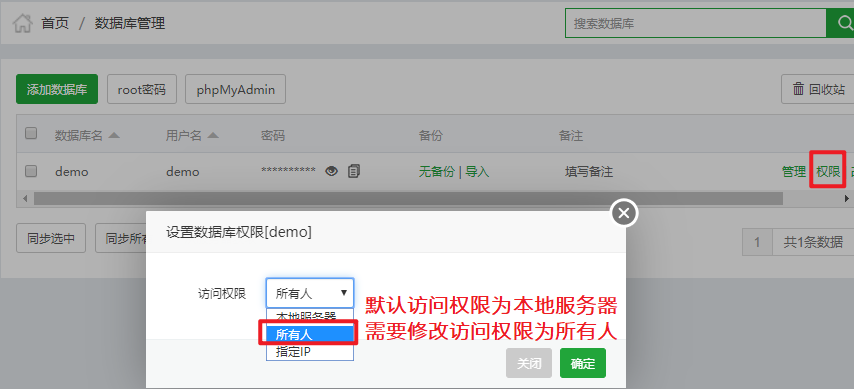 首页 / 数据库管理 搜索数据库
添加数据库 root密码 phpMyAdmin 回收站
数据库名 用户名 密码 备份 备注
demo demo ********** 无备份 | 导入 填写备注 管理 权限
同步选中 同步所 1 共1条数据
设置数据库权限[demo]
访问权限 所有人
本地服务器
所有人
指定IP
默认访问权限为本地服务器
需要修改访问权限为所有人
关闭 确定